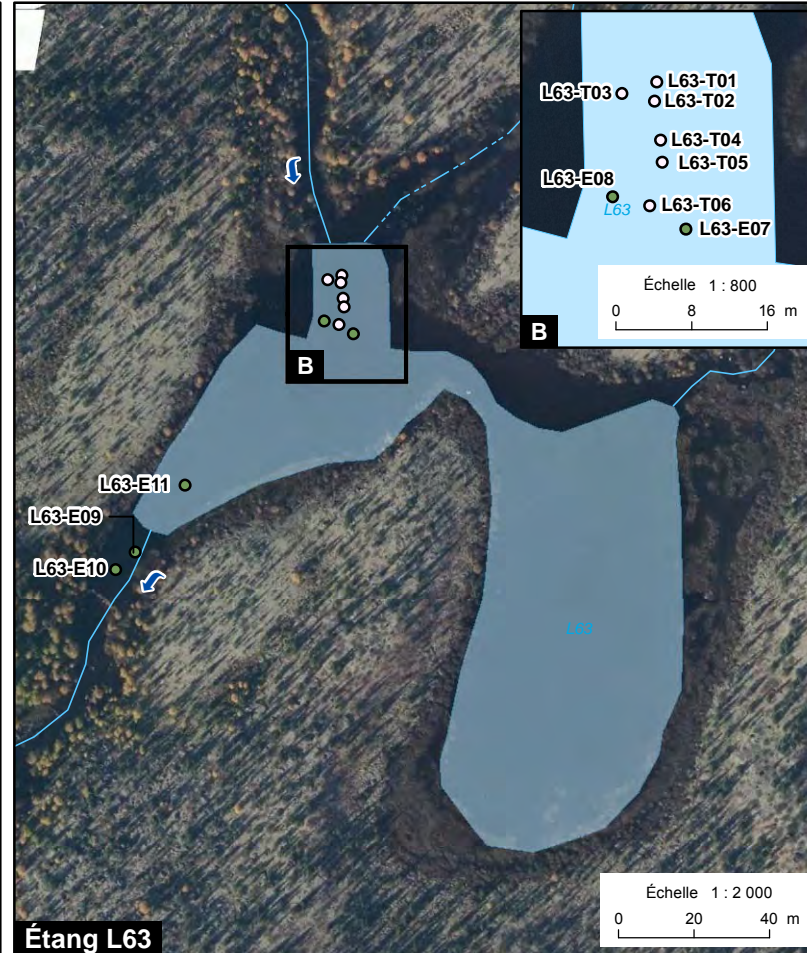 L63-T01
L63-T03
L63-T02
L63-T04
L63-T05
L63-E08
L63
L63-T06
L63-E07
Échelle 1 : 800
0 8 16 m
B
B
L63-E11
L63-E09
L63-E10
L63
Échelle 1 : 2 000
0 20 40 m
Étang L63